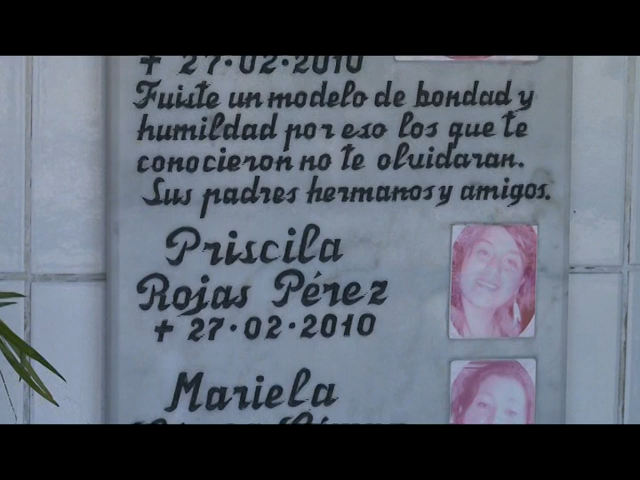 + 27·02·2010
Fuiste un modelo de bondad y
humildad por eso los que te
conocieron no te olvidaran.
Sus padres hermanos y amigos.
Priscila
Rojas Pérez
+ 27·02·2010
Mariela